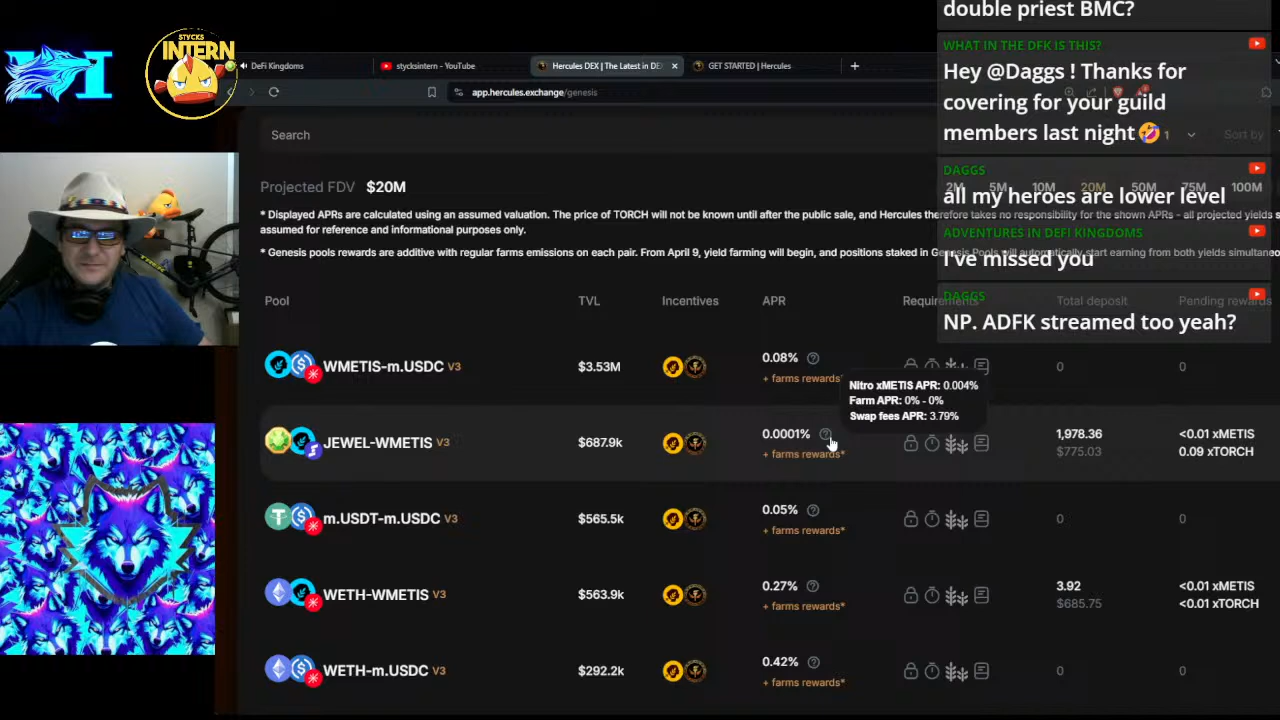 double priest BMC?
STYCKS
INTERN
DeFi Kingdoms
stycksintern - YouTube
Hercules DEX | The Latest in DE
GET STARTED | Hercules
WHAT IN THE DFK IS THIS?
Hey @Daggs ! Thanks for
covering for your guild
members last night🤣
app.hercules.exchange/genesis
Search
1
Sort by
Projected FDV $20M
2M 5M 10M 20M 50M 75M 100M
DAGGS
all my heroes are lower level
* Displayed APRs are calculated using an assumed valuation. The price of TORCH will not be known until after the public sale, and Hercules therefore takes no responsibility for the shown APRs - all projected yields
assumed for reference and informational purposes only.
ADVENTURES IN DEFI KINGDOMS
I've missed you
* Genesis pools rewards are additive with regular farms emissions on each pair. From April 9, yield farming will begin, and positions staked in Genesis Pools will automatically start earning from both yields simultaneo
DAGGS
NP. ADFK streamed too yeah?
Pool TVL Incentives APR Requirements Total deposit Pending rewards
WMETIS-m.USDC V3 $3.53M 0.08% 0 0
+ farms rewards*
Nitro xMETIS APR: 0.004%
Farm APR: 0% - 0%
Swap fees APR: 3.79%
JEWEL-WMETIS V3 $687.9k 0.0001% 1,978.36 <0.01 xMETIS
+ farms rewards* $775.03 0.09 xTORCH
m.USDT-m.USDC V3 $565.5k 0.05% 0 0
+ farms rewards*
WETH-WMETIS V3 $563.9k 0.27% 3.92 <0.01 xMETIS
+ farms rewards* $685.75 <0.01 xTORCH
WETH-m.USDC V3 $292.2k 0.42% 0 0
+ farms rewards*